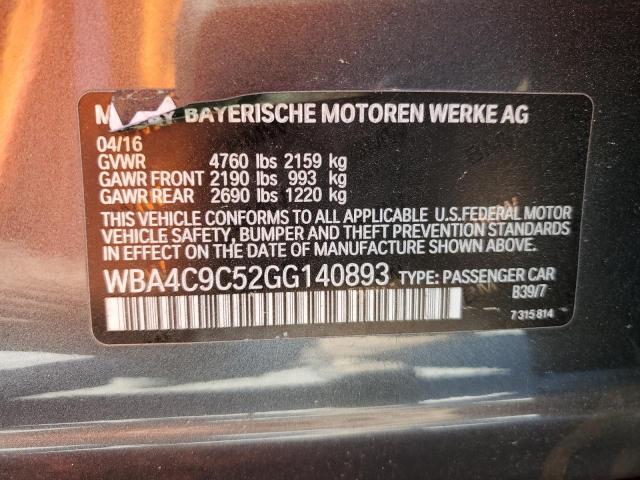 BAYERISCHE MOTOREN WERKE AG
04/16
GVWR 4760 lbs 2159 kg
GAWR FRONT 2190 lbs 993 kg
GAWR REAR 2690 lbs 1220 kg
THIS VEHICLE CONFORMS TO ALL APPLICABLE U.S.FEDERAL MOTOR
VEHICLE SAFETY, BUMPER AND THEFT PREVENTION STANDARDS
IN EFFECT ON THE DATE OF MANUFACTURE SHOWN ABOVE.
WBA4C9C52GG140893 TYPE: PASSENGER CAR
B39/7
7 315 814